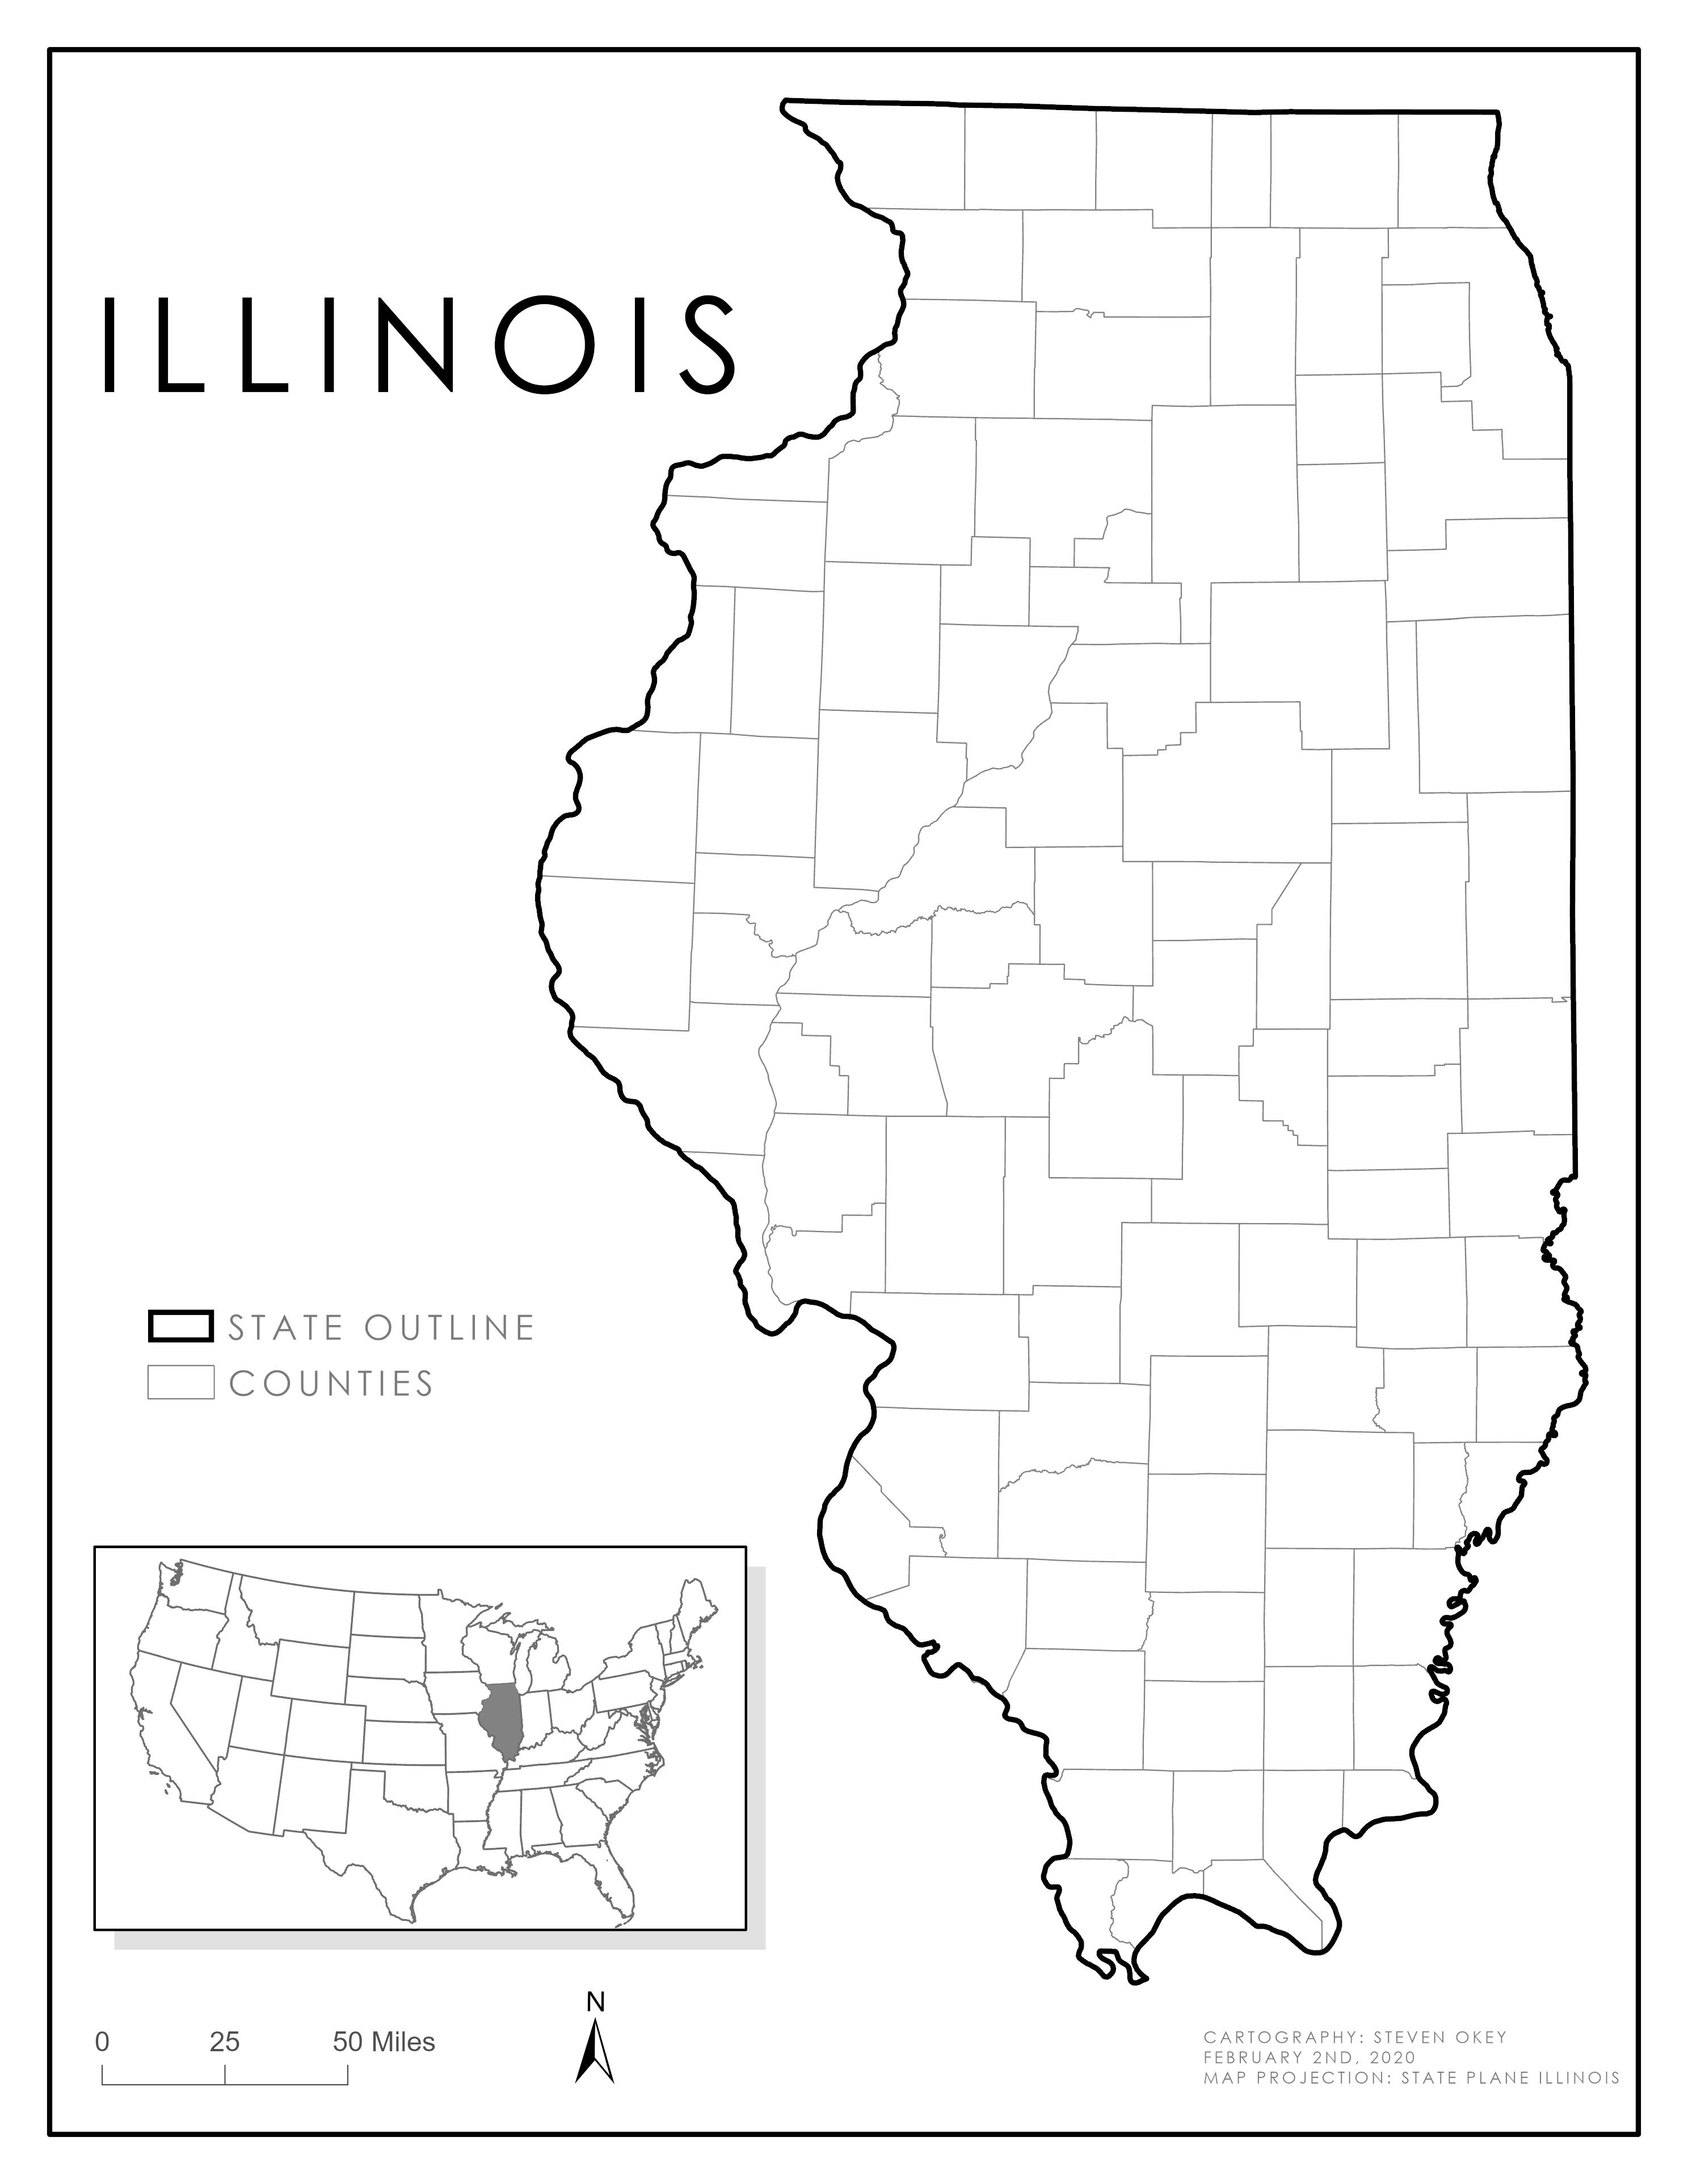 ILLINOIS
STATE OUTLINE
COUNTIES
N
0 25 50 Miles
CARTOGRAPHY: STEVEN OKEY
FEBRUARY 2ND, 2020
MAP PROJECTION: STATE PLANE ILLINOIS